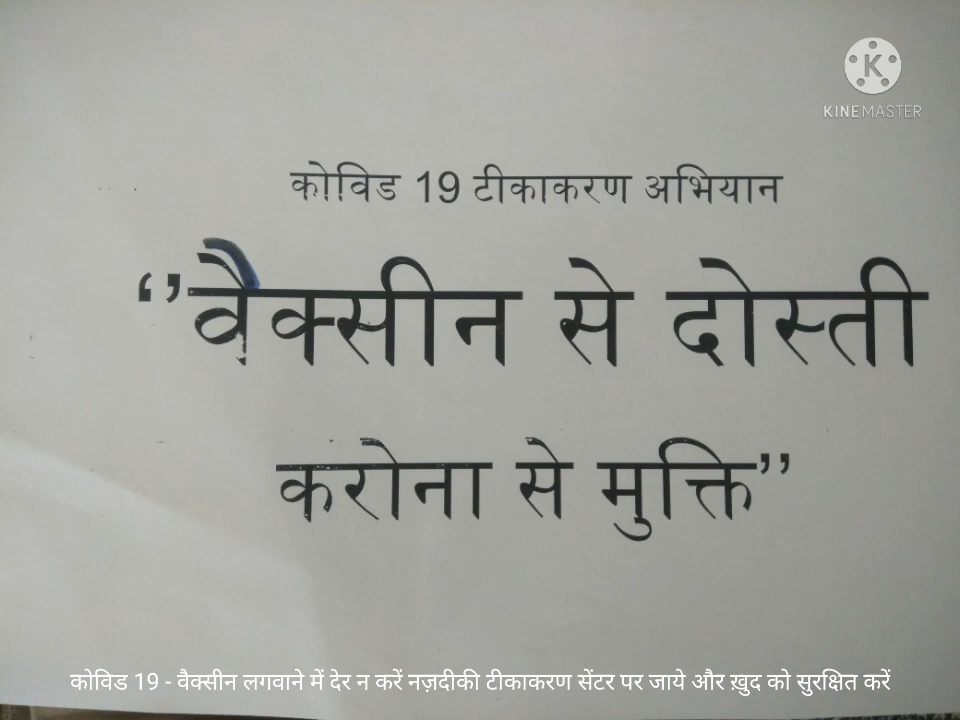 KINEMASTER
कोविड 19 टीकाकरण अभियान
‘’वैक्सीन से दोस्ती
करोना से मुक्ति’’
कोविड 19 - वैक्सीन लगवाने में देर न करें नज़दीकी टीकाकरण सेंटर पर जाये और ख़ुद को सुरक्षित करें